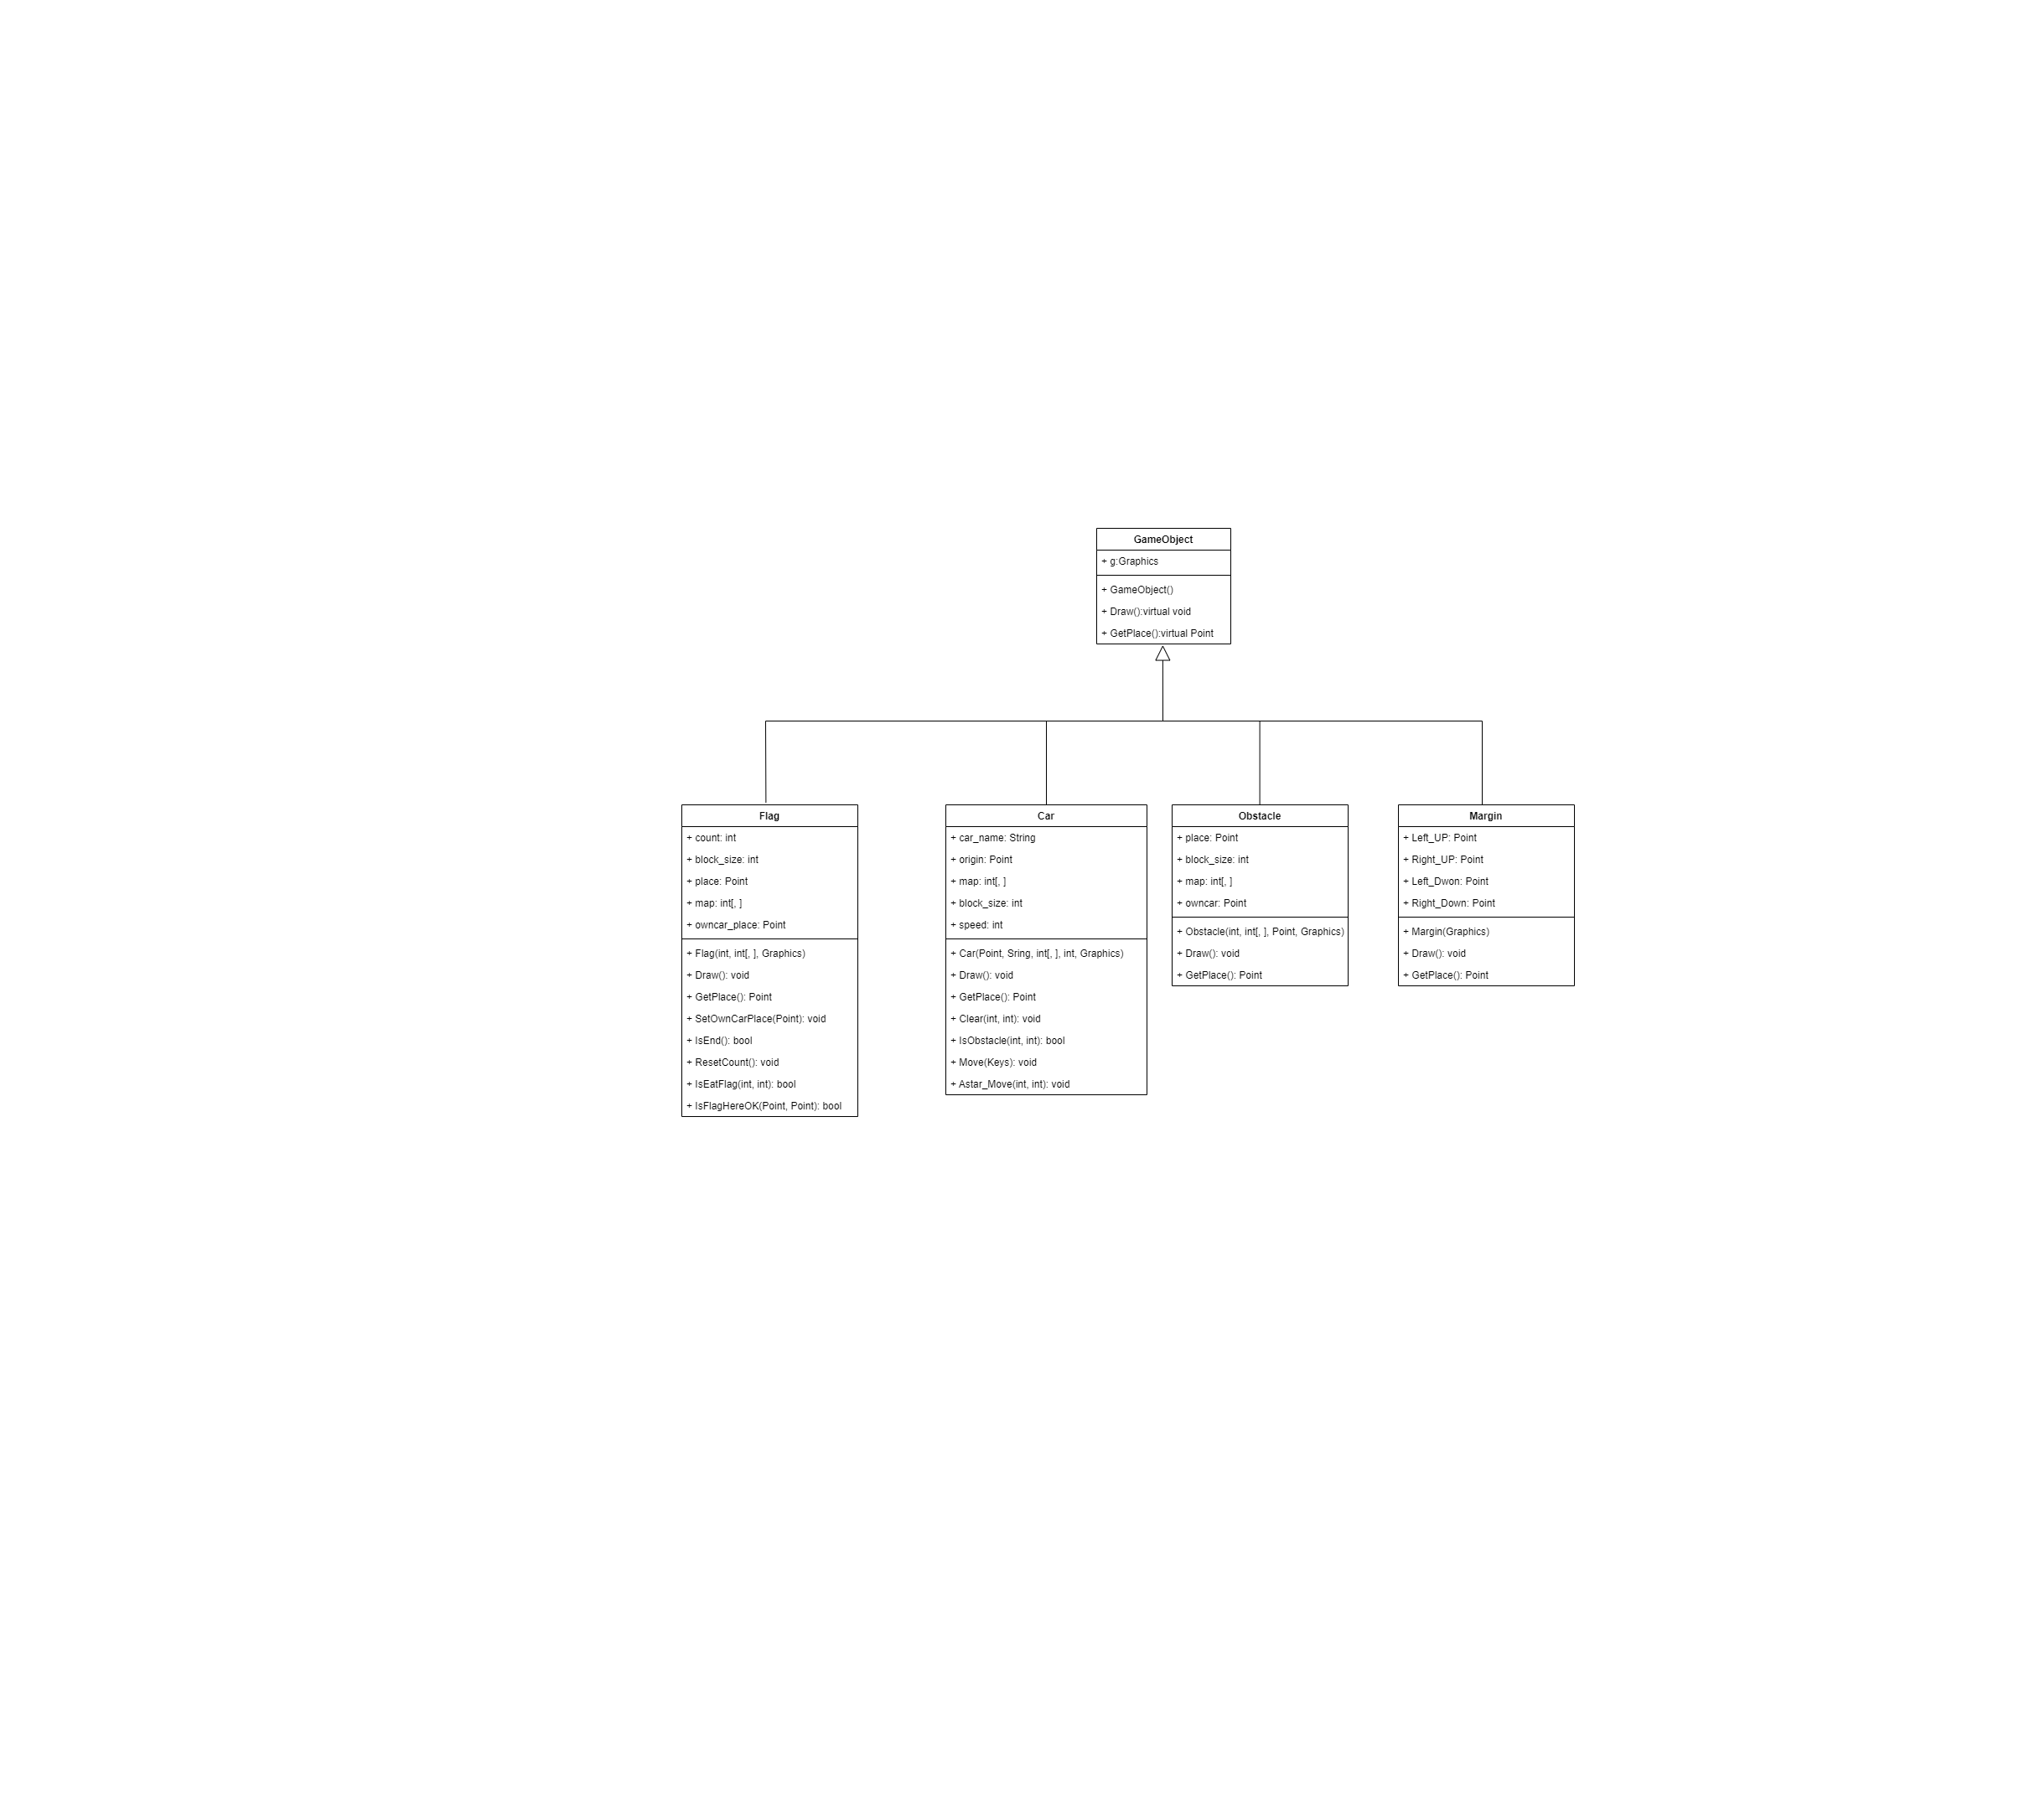 GameObject
+ g:Graphics
+ GameObject()
+ Draw():virtual void
+ GetPlace():virtual Point
Flag
+ count: int
+ block_size: int
+ place: Point
+ map: int[, ]
+ owncar_place: Point
+ Flag(int, int[, ], Graphics)
+ Draw(): void
+ GetPlace(): Point
+ SetOwnCarPlace(Point): void
+ IsEnd(): bool
+ ResetCount(): void
+ IsEatFlag(int, int): bool
+ IsFlagHereOK(Point, Point): bool
Car
+ car_name: String
+ origin: Point
+ map: int[, ]
+ block_size: int
+ speed: int
+ Car(Point, Sring, int[, ], int, Graphics)
+ Draw(): void
+ GetPlace(): Point
+ Clear(int, int): void
+ IsObstacle(int, int): bool
+ Move(Keys): void
+ Astar_Move(int, int): void
Obstacle
+ place: Point
+ block_size: int
+ map: int[, ]
+ owncar: Point
+ Obstacle(int, int[, ], Point, Graphics)
+ Draw(): void
+ GetPlace(): Point
Margin
+ Left_UP: Point
+ Right_UP: Point
+ Left_Dwon: Point
+ Right_Down: Point
+ Margin(Graphics)
+ Draw(): void
+ GetPlace(): Point